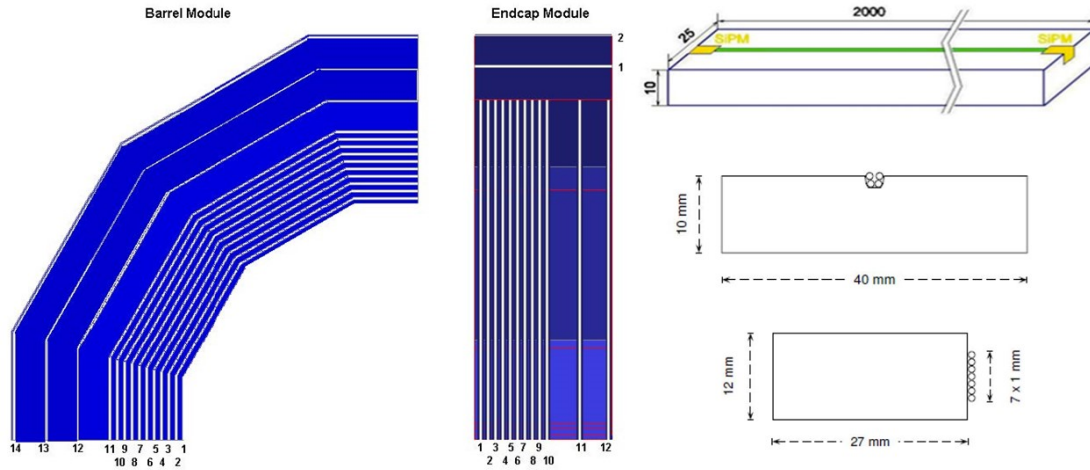 Barrel Module
14 13 12 11 9 7 5 3 1
10 8 6 4 2
Endcap Module
2
1
1 3 5 7 9 11 12
2 4 6 8 10
2000
25
SiPM
SiPM
10
10 mm
40 mm
12 mm
7 x 1 mm
27 mm